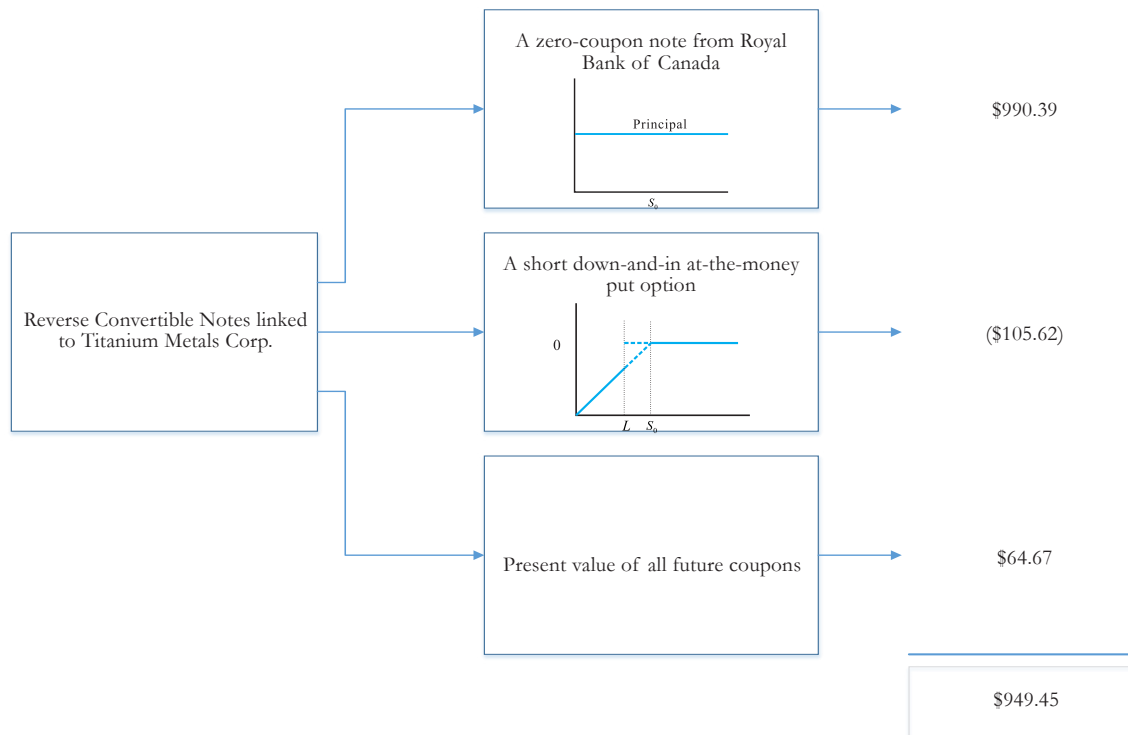 A zero-coupon note from Royal
Bank of Canada
Principal
S₀
$990.39
Reverse Convertible Notes linked
to Titanium Metals Corp.
A short down-and-in at-the-money
put option
0
L S₀
($105.62)
Present value of all future coupons
$64.67
$949.45